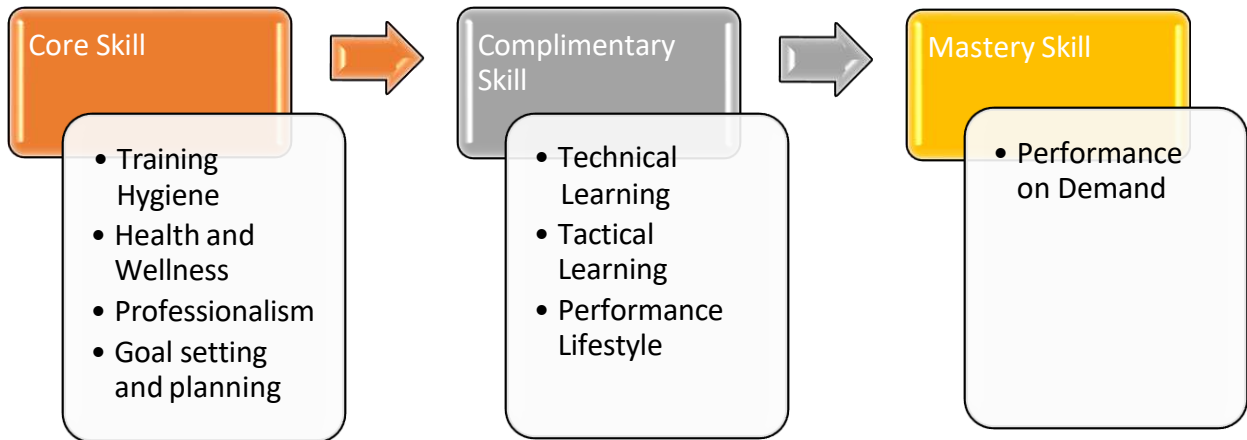 Core Skill
• Training
Hygiene
• Health and
Wellness
• Professionalism
• Goal setting
and planning
Complimentary
Skill
• Technical
Learning
• Tactical
Learning
• Performance
Lifestyle
Mastery Skill
• Performance
on Demand